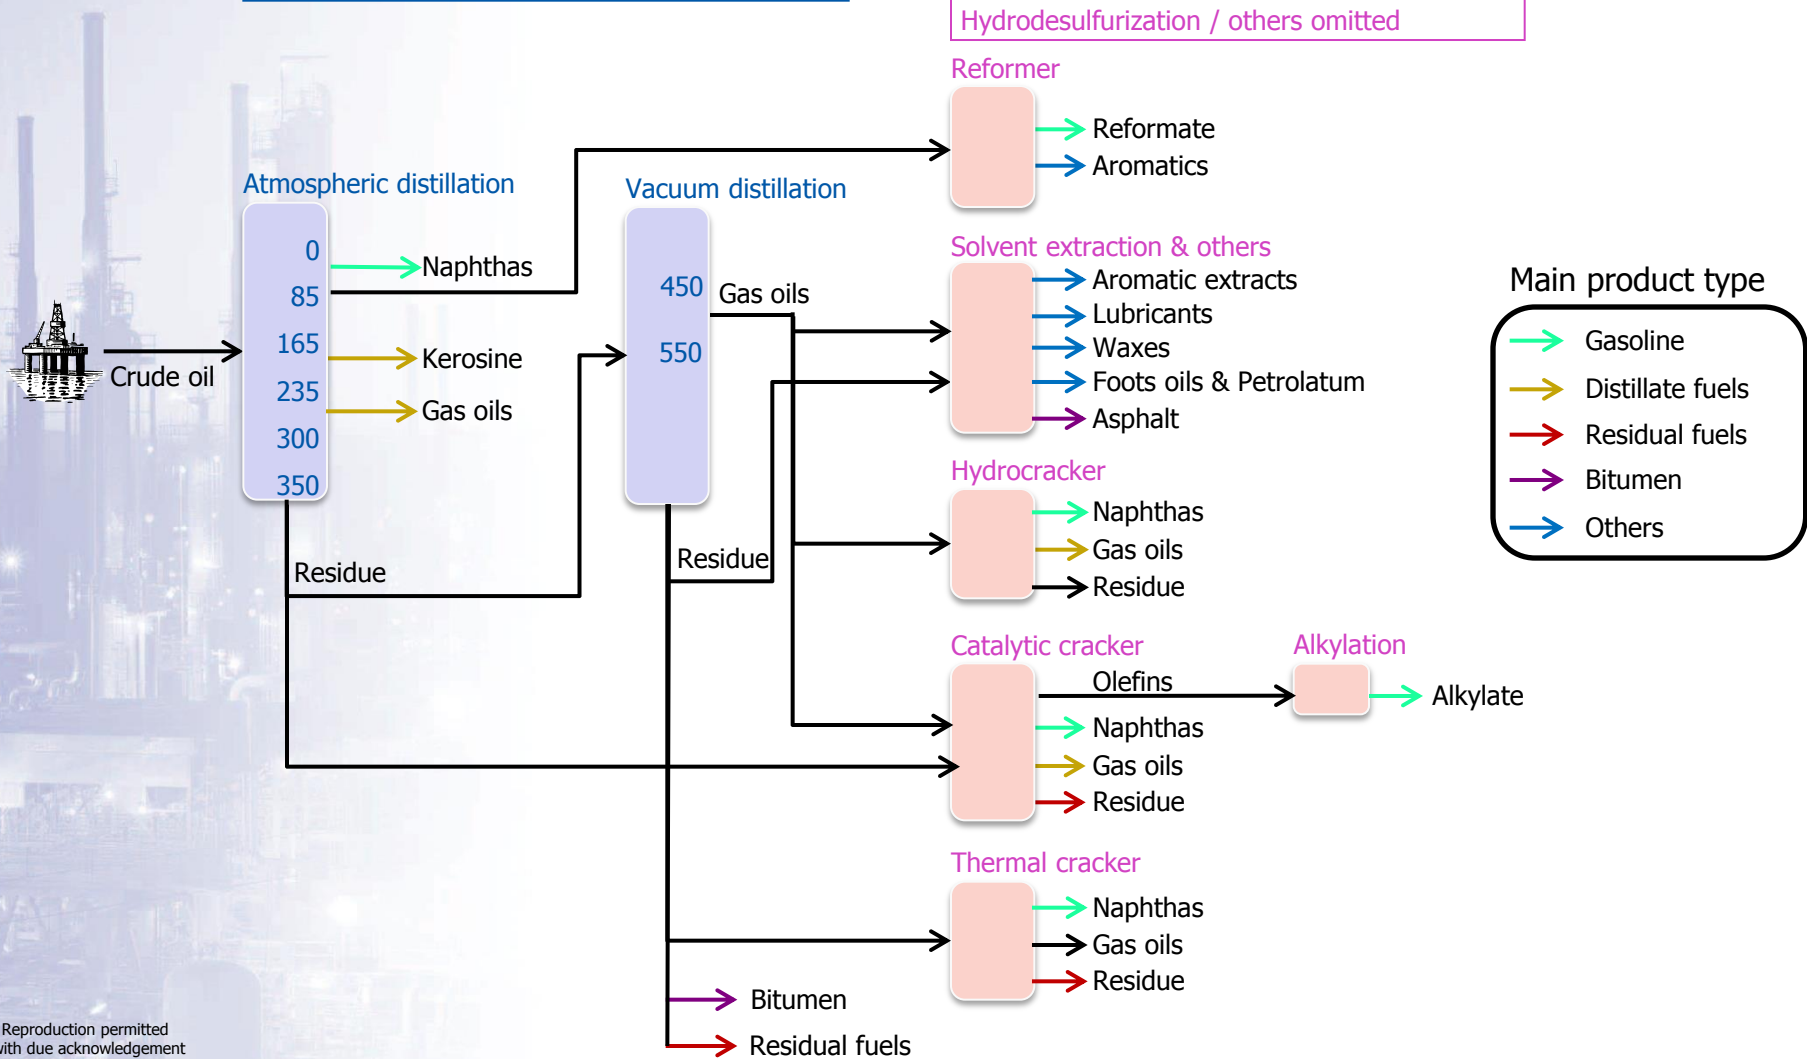 Hydrodesulfurization / others omitted
Reformer
Reformate
Aromatics
Atmospheric distillation
0
85
165
235
300
350
Naphthas
Kerosine
Gas oils
Crude oil
Residue
Vacuum distillation
450
550
Gas oils
Residue
Bitumen
Residual fuels
Solvent extraction & others
Aromatic extracts
Lubricants
Waxes
Foots oils & Petrolatum
Asphalt
Hydrocracker
Naphthas
Gas oils
Residue
Catalytic cracker
Olefins
Naphthas
Gas oils
Residue
Alkylation
Alkylate
Thermal cracker
Naphthas
Gas oils
Residue
Main product type
Gasoline
Distillate fuels
Residual fuels
Bitumen
Others
Reproduction permitted
with due acknowledgement